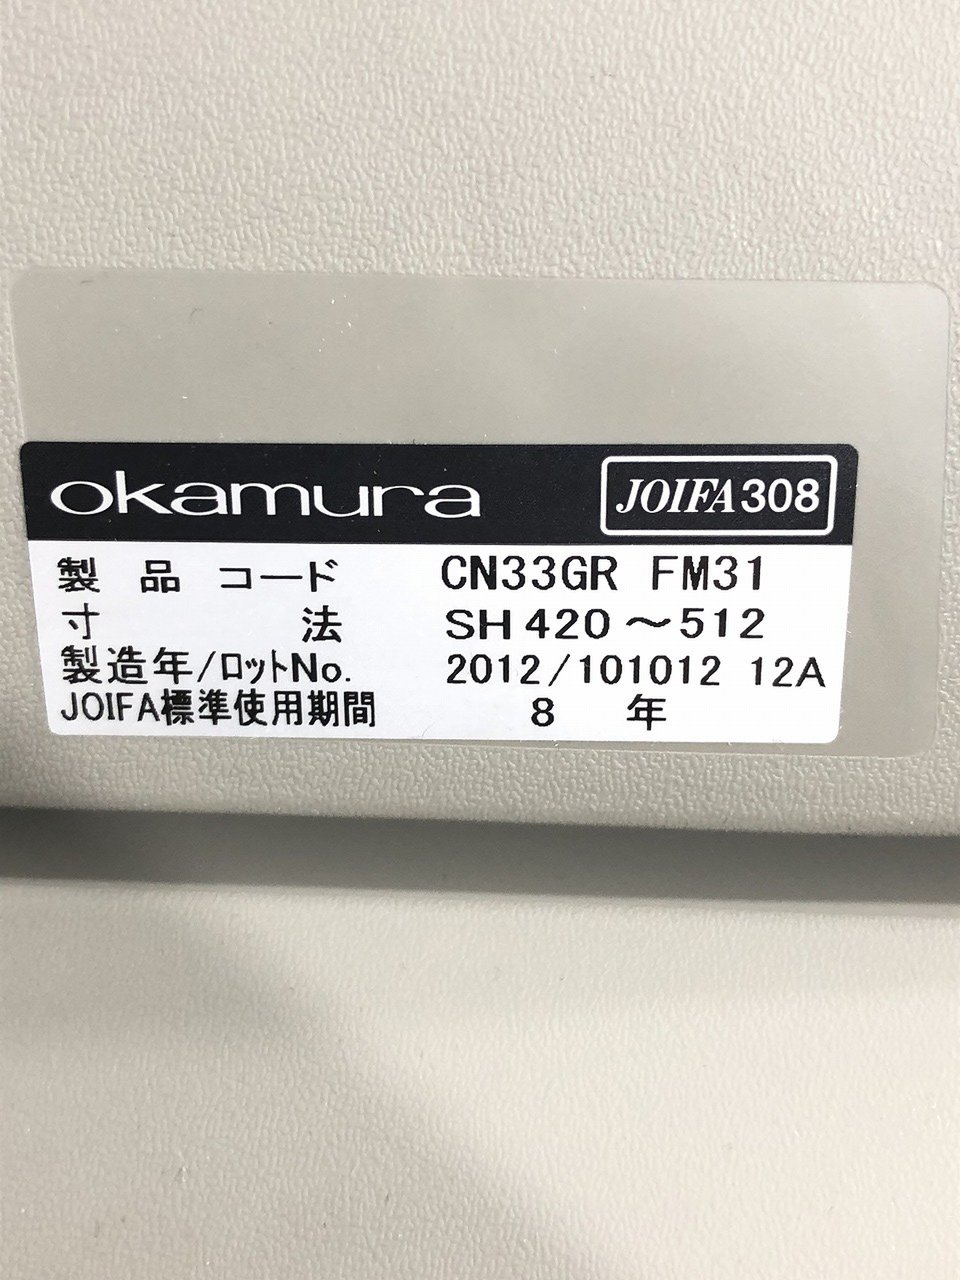 okamura JOIFA308
製品コード CN33GR FM31
寸法 SH420～512
製造年/ロットNo. 2012/101012 12A
JOIFA標準使用期間 8年